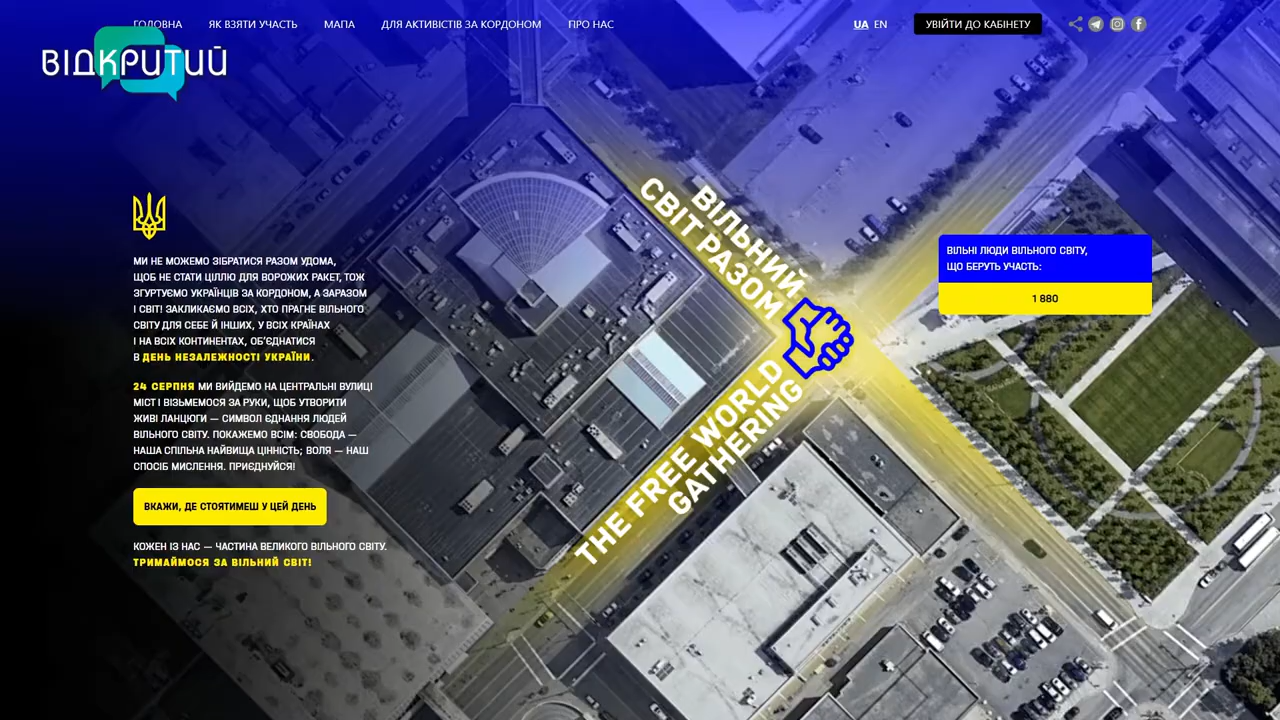 ГОЛОВНА
ЯК ВЗЯТИ УЧАСТЬ
МАПА
ДЛЯ АКТИВІСТІВ ЗА КОРДОНОМ
ПРО НАС
UA EN
УВІЙТИ ДО КАБІНЕТУ
ВІДКРИТИЙ
МИ НЕ МОЖЕМО ЗІБРАТИСЯ РАЗОМ УДОМА,
ЩОБ НЕ СТАТИ ЦІЛЛЮ ДЛЯ ВОРОЖИХ РАКЕТ, ТОЖ
ЗГУРТУЄМО УКРАЇНЦІВ ЗА КОРДОНОМ, А ЗАРАЗОМ
І СВІТ! ЗАКЛИКАЄМО ВСІХ, ХТО ПРАГНЕ ВІЛЬНОГО
СВІТУ ДЛЯ СЕБЕ Й ІНШИХ, У ВСІХ КРАЇНАХ
І НА ВСІХ КОНТИНЕНТАХ, ОБ’ЄДНАТИСЯ
В ДЕНЬ НЕЗАЛЕЖНОСТІ УКРАЇНИ.
24 СЕРПНЯ МИ ВИЙДЕМО НА ЦЕНТРАЛЬНІ ВУЛИЦІ
МІСТ І ВІЗЬМЕМОСЯ ЗА РУКИ, ЩОБ УТВОРИТИ
ЖИВІ ЛАНЦЮГИ — СИМВОЛ ЄДНАННЯ ЛЮДЕЙ
ВІЛЬНОГО СВІТУ. ПОКАЖЕМО ВСІМ: СВОБОДА —
НАША СПІЛЬНА НАЙВИЩА ЦІННІСТЬ; ВОЛЯ — НАШ
СПОСІБ МИСЛЕННЯ. ПРИЄДНУЙСЯ!
ВКАЖИ, ДЕ СТОЯТИМЕШ У ЦЕЙ ДЕНЬ
КОЖЕН ІЗ НАС — ЧАСТИНА ВЕЛИКОГО ВІЛЬНОГО СВІТУ.
ТРИМАЙМОСЯ ЗА ВІЛЬНИЙ СВІТ!
ВІЛЬНИЙ
СВІТ РАЗОМ
THE FREE WORLD
GATHERING
ВІЛЬНІ ЛЮДИ ВІЛЬНОГО СВІТУ,
ЩО БЕРУТЬ УЧАСТЬ:
1 880